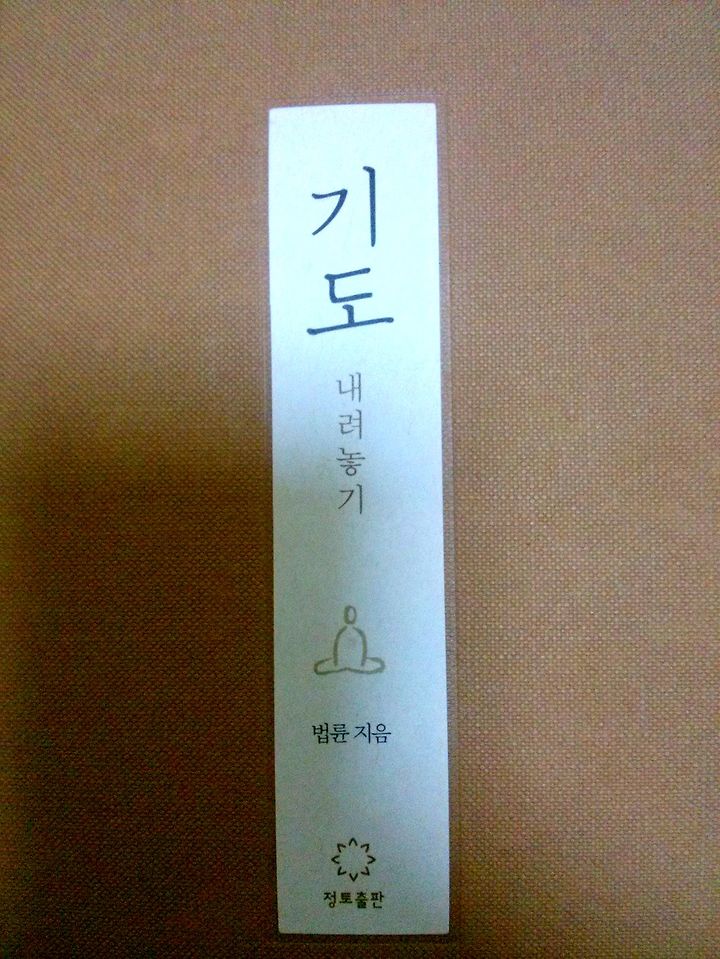 기도
내려놓기
법륜 지음
정토출판